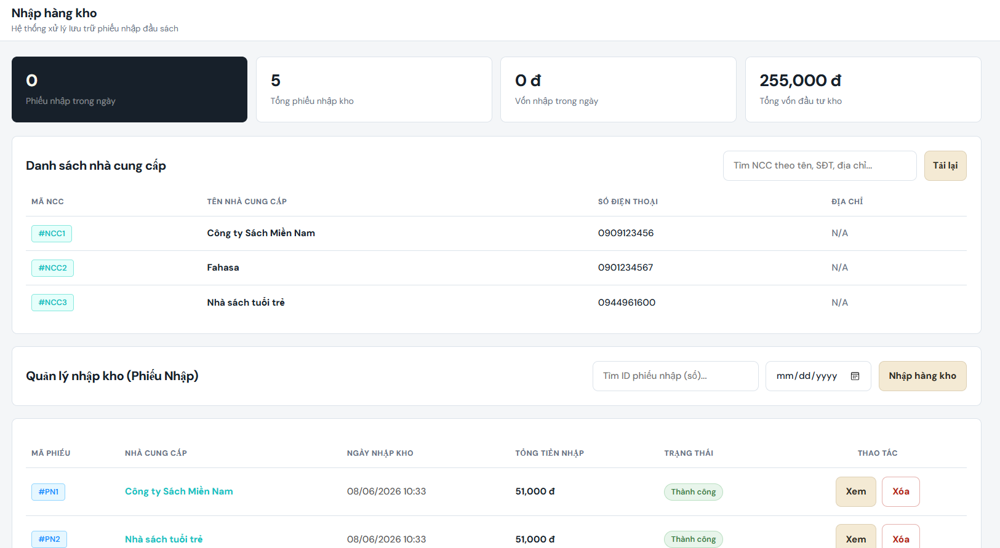 Nhập hàng kho
Hệ thống xử lý lưu trữ phiếu nhập đầu sách
0
Phiếu nhập trong ngày
5
Tổng phiếu nhập kho
0 đ
Vốn nhập trong ngày
255,000 đ
Tổng vốn đầu tư kho
Danh sách nhà cung cấp
Tìm NCC theo tên, SĐT, địa chỉ...
Tải lại
MÃ NCC TÊN NHÀ CUNG CẤP SỐ ĐIỆN THOẠI ĐỊA CHỈ
#NCC1 Công ty Sách Miền Nam 0909123456 N/A
#NCC2 Fahasa 0901234567 N/A
#NCC3 Nhà sách tuổi trẻ 0944961600 N/A
Quản lý nhập kho (Phiếu Nhập)
Tìm ID phiếu nhập (số)...
mm/dd/yyyy
Nhập hàng kho
MÃ PHIẾU NHÀ CUNG CẤP NGÀY NHẬP KHO TỔNG TIỀN NHẬP TRẠNG THÁI THAO TÁC
#PN1 Công ty Sách Miền Nam 08/06/2026 10:33 51,000 đ Thành công Xem Xóa
#PN2 Nhà sách tuổi trẻ 08/06/2026 10:33 51,000 đ Thành công Xem Xóa